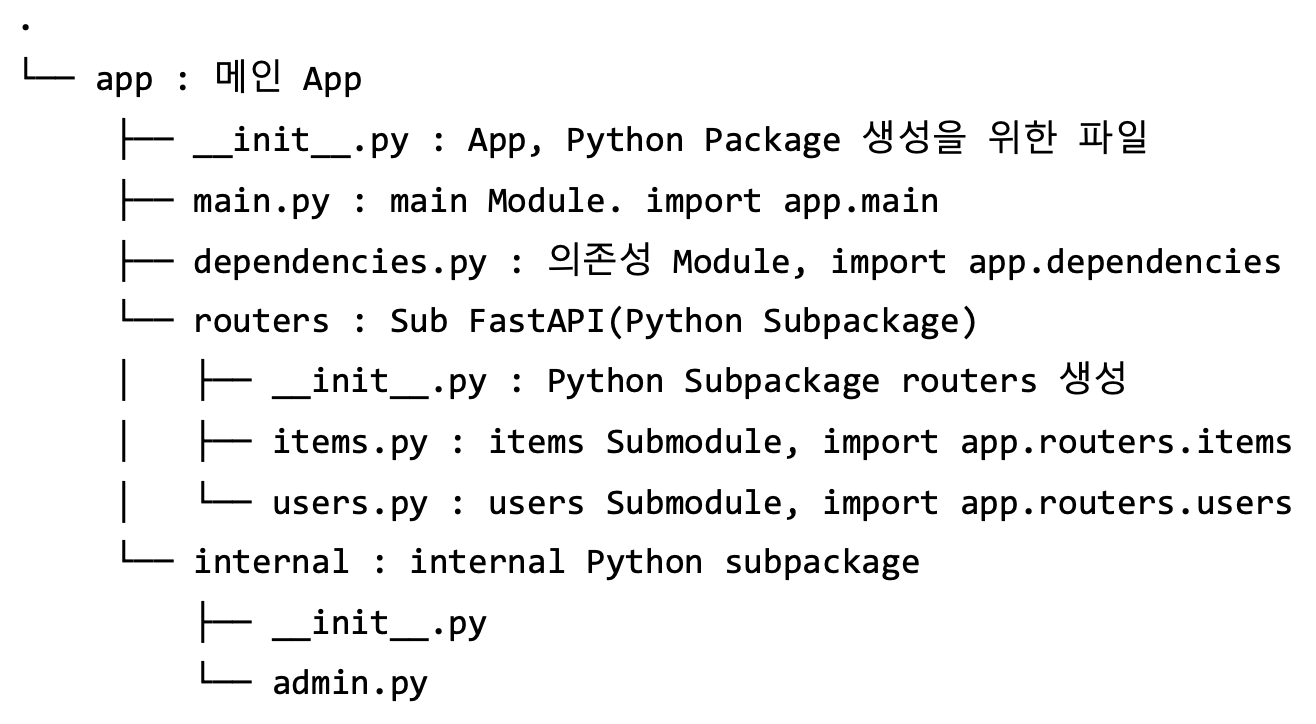 .
└── app : 메인 App
    ├── __init__.py : App, Python Package 생성을 위한 파일
    ├── main.py : main Module. import app.main
    ├── dependencies.py : 의존성 Module, import app.dependencies
    └── routers : Sub FastAPI(Python Subpackage)
    │   ├── __init__.py : Python Subpackage routers 생성
    │   ├── items.py : items Submodule, import app.routers.items
    │   └── users.py : users Submodule, import app.routers.users
    └── internal : internal Python subpackage
        ├── __init__.py
        └── admin.py